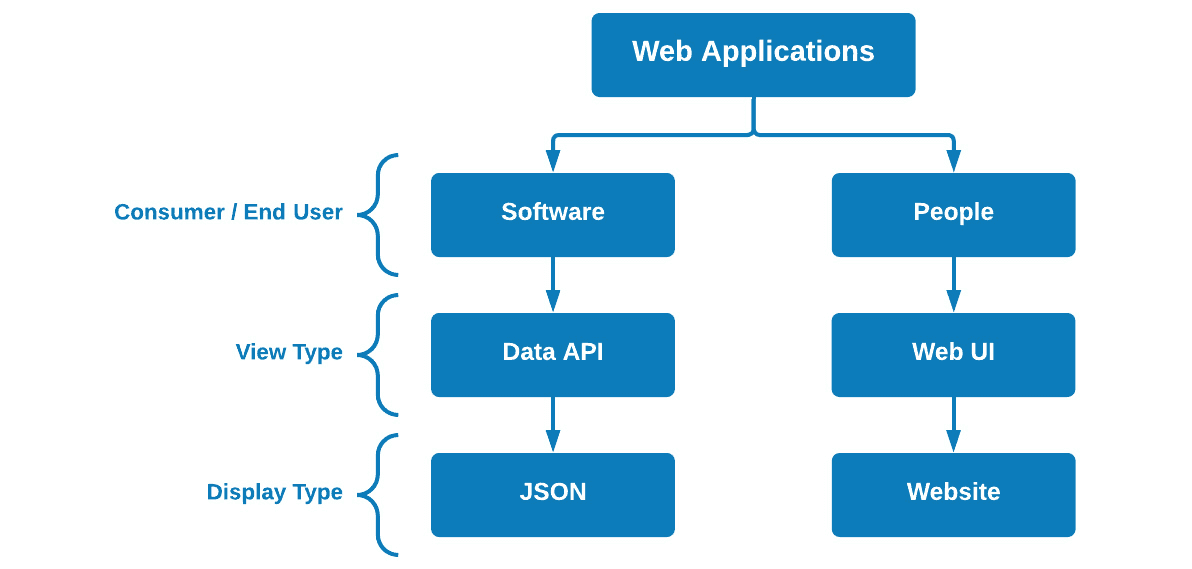 Web Applications
Consumer / End User
Software
People
View Type
Data API
Web UI
Display Type
JSON
Website